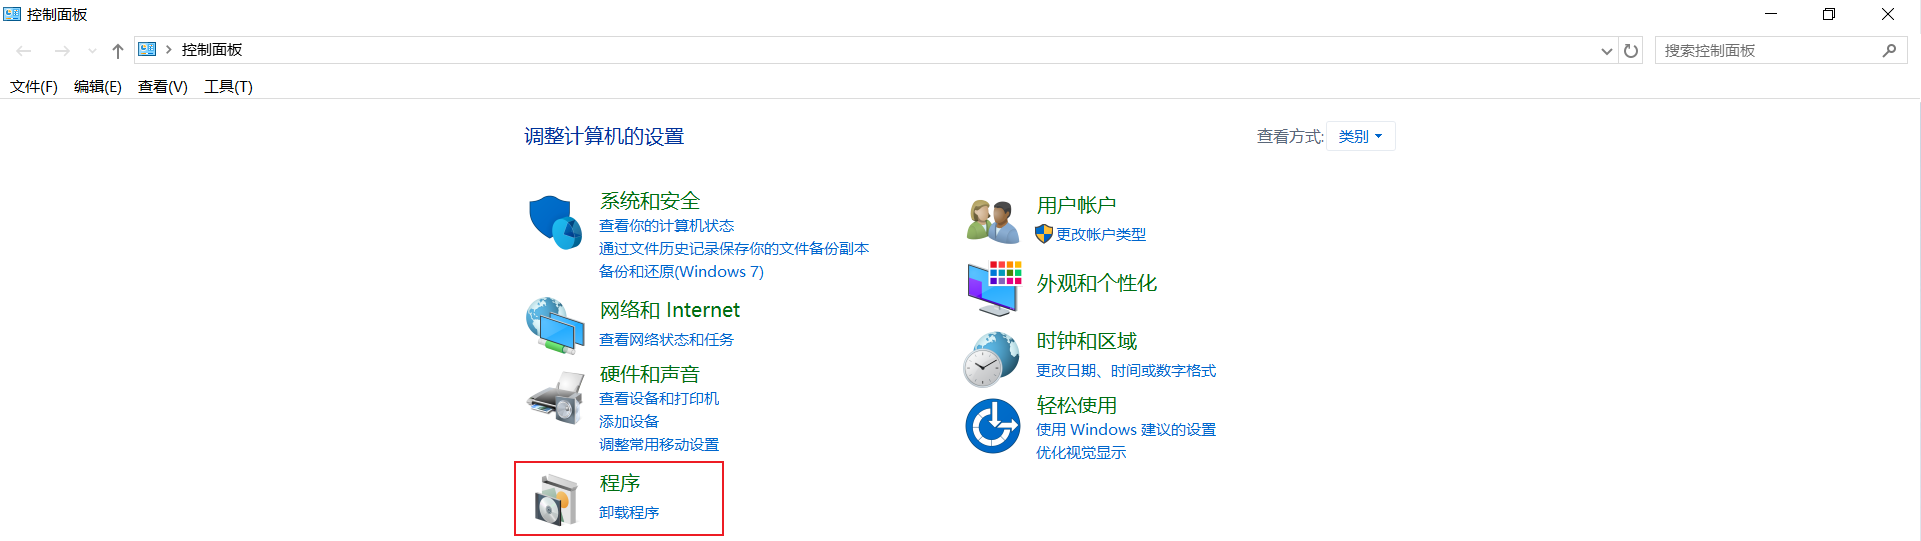 控制面板
控制面板
搜索控制面板
文件(F) 编辑(E) 查看(V) 工具(T)
调整计算机的设置
查看方式: 类别
系统和安全
查看你的计算机状态
通过文件历史记录保存你的文件备份副本
备份和还原(Windows 7)
网络和 Internet
查看网络状态和任务
硬件和声音
查看设备和打印机
添加设备
调整常用移动设置
程序
卸载程序
用户帐户
更改帐户类型
外观和个性化
时钟和区域
更改日期、时间或数字格式
轻松使用
使用 Windows 建议的设置
优化视觉显示